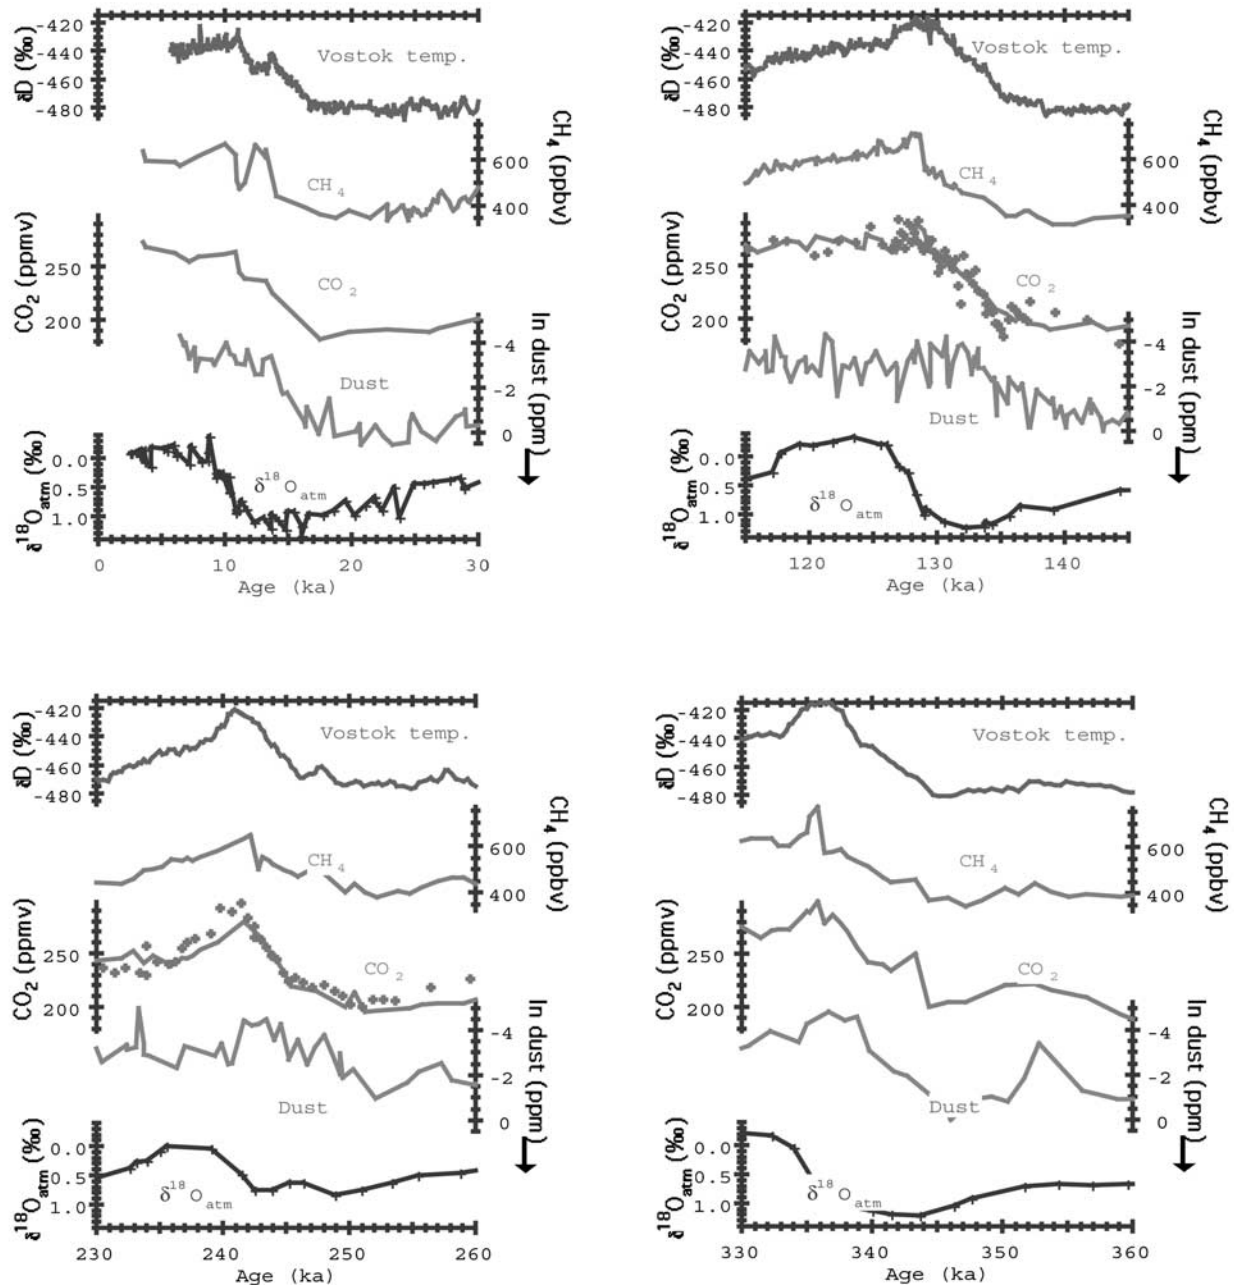 -420
-440
-460
-480
δD (‰)
Vostok temp.
CH₄ (ppbv)
600
400
CH₄
CO₂ (ppmv)
250
200
CO₂
ln dust (ppm)
-4
-2
0
Dust
δ¹⁸Oatm (‰)
0.0
0.5
1.0
δ¹⁸Oatm
0 10 20 30
Age (ka)
-420
-440
-460
-480
δD (‰)
Vostok temp.
CH₄ (ppbv)
600
400
CH₄
CO₂ (ppmv)
250
200
CO₂
ln dust (ppm)
-4
-2
0
Dust
δ¹⁸Oatm (‰)
0.0
0.5
1.0
δ¹⁸Oatm
120 130 140
Age (ka)
-420
-440
-460
-480
δD (‰)
Vostok temp.
CH₄ (ppbv)
600
400
CH₄
CO₂ (ppmv)
250
200
CO₂
ln dust (ppm)
-4
-2
0
Dust
δ¹⁸Oatm (‰)
0.0
0.5
1.0
δ¹⁸Oatm
230 240 250 260
Age (ka)
-420
-440
-460
-480
δD (‰)
Vostok temp.
CH₄ (ppbv)
600
400
CH₄
CO₂ (ppmv)
250
200
CO₂
ln dust (ppm)
-4
-2
0
Dust
δ¹⁸Oatm (‰)
0.0
0.5
1.0
δ¹⁸Oatm
330 340 350 360
Age (ka)